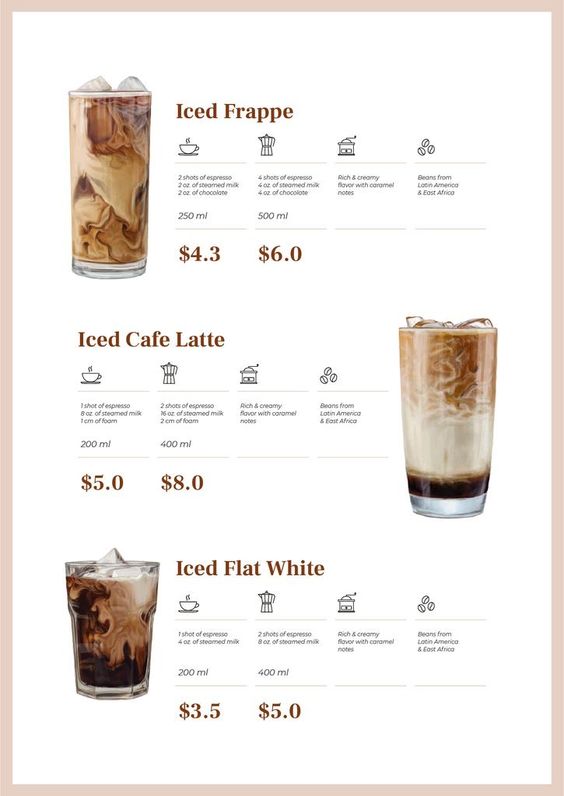 Iced Frappe
2 shots of espresso
2 oz. of steamed milk
2 oz. of chocolate
250 ml
$4.3
4 shots of espresso
4 oz. of steamed milk
4 oz. of chocolate
500 ml
$6.0
Rich & creamy
flavor with caramel
notes
Beans from
Latin America
& East Africa
Iced Cafe Latte
1 shot of espresso
8 oz. of steamed milk
1 cm of foam
200 ml
$5.0
2 shots of espresso
16 oz. of steamed milk
2 cm of foam
400 ml
$8.0
Rich & creamy
flavor with caramel
notes
Beans from
Latin America
& East Africa
Iced Flat White
1 shot of espresso
4 oz. of steamed milk
200 ml
$3.5
2 shots of espresso
8 oz. of steamed milk
400 ml
$5.0
Rich & creamy
flavor with caramel
notes
Beans from
Latin America
& East Africa